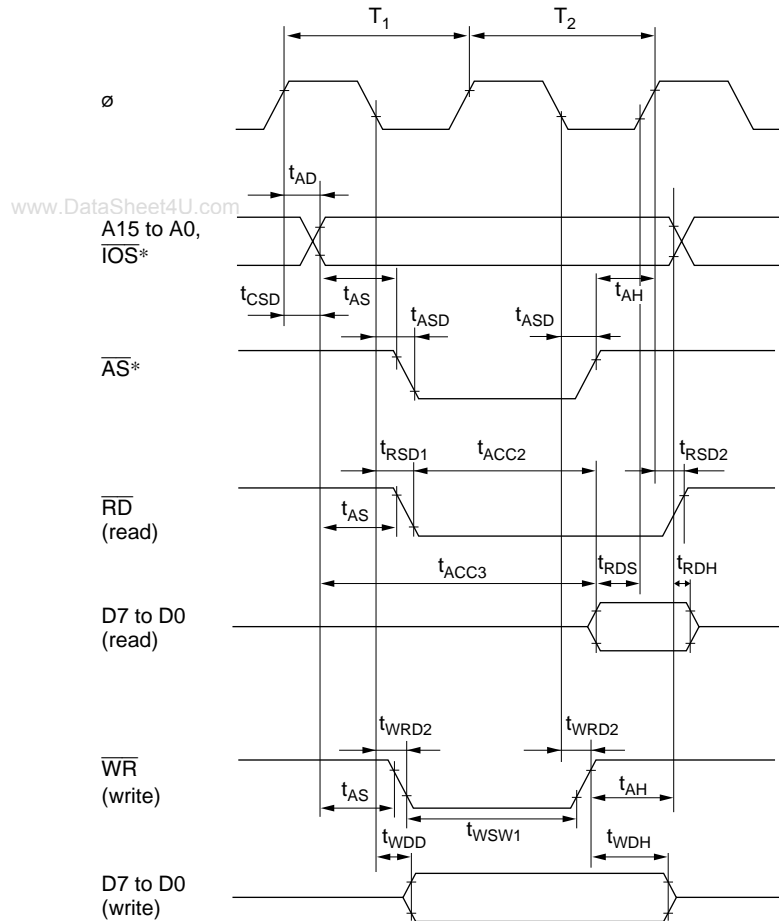 T1 T2
ø
tAD
www.DataSheet4U.com
A15 to A0,
IOS*
tCSD tAS tAH
tASD tASD
AS*
tRSD1 tACC2 tRSD2
RD
(read)
tAS
tACC3 tRDS tRDH
D7 to D0
(read)
tWRD2 tWRD2
WR
(write)
tAS tAH
tWSW1
tWDD tWDH
D7 to D0
(write)